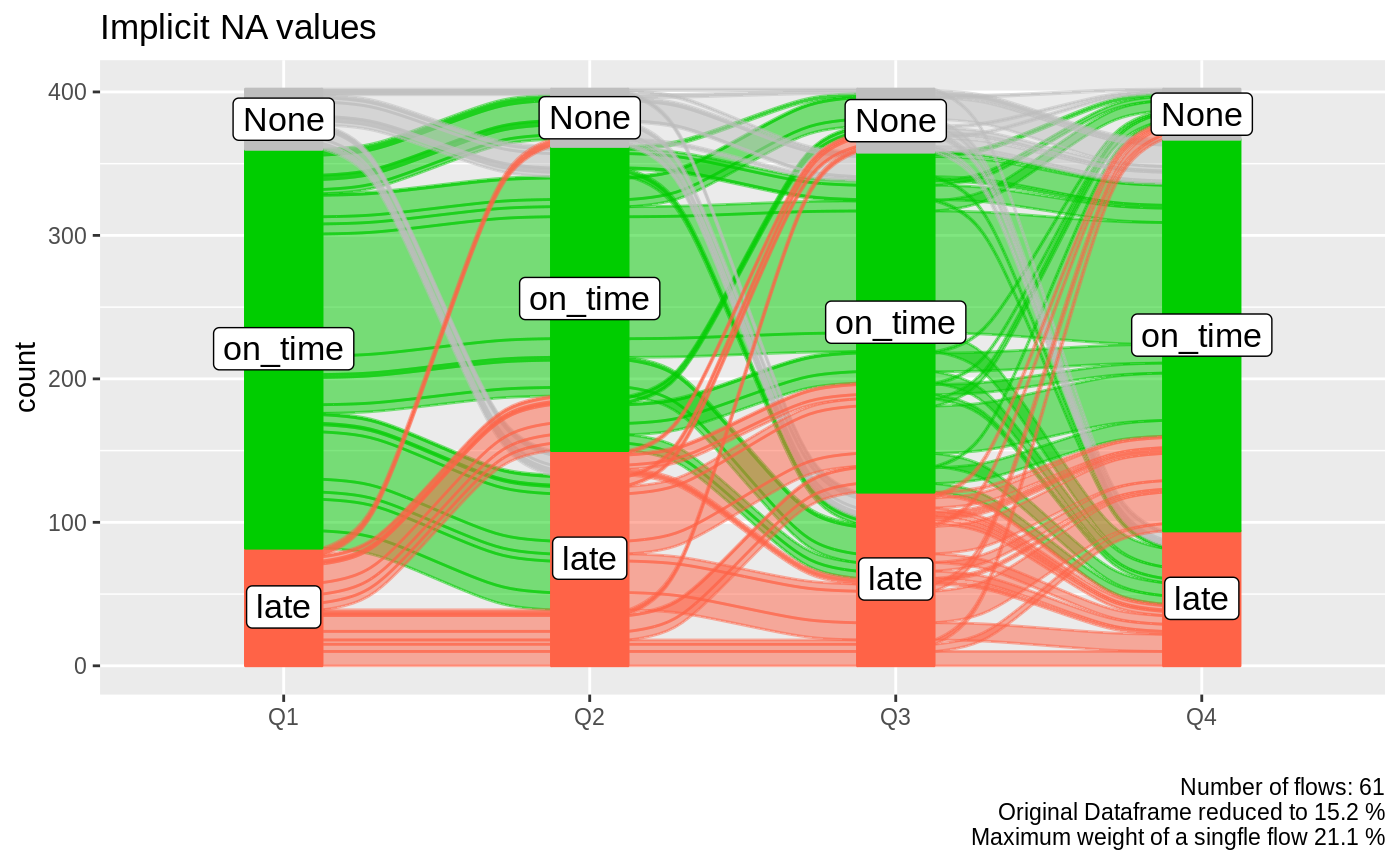 Implicit NA values
count
400
300
200
100
0
None
None
None
None
on_time
on_time
on_time
on_time
late
late
late
late
Q1
Q2
Q3
Q4
Number of flows: 61
Original Dataframe reduced to 15.2 %
Maximum weight of a singfle flow 21.1 %